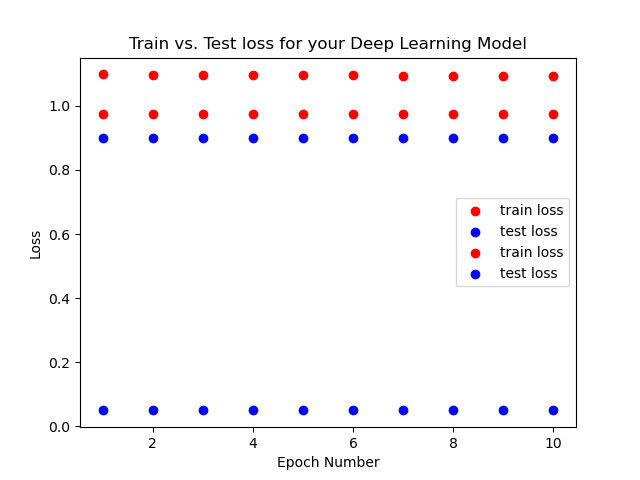 Train vs. Test loss for your Deep Learning Model
1.0
0.8
0.6
0.4
0.2
0.0
Loss
train loss
test loss
train loss
test loss
2 4 6 8 10
Epoch Number